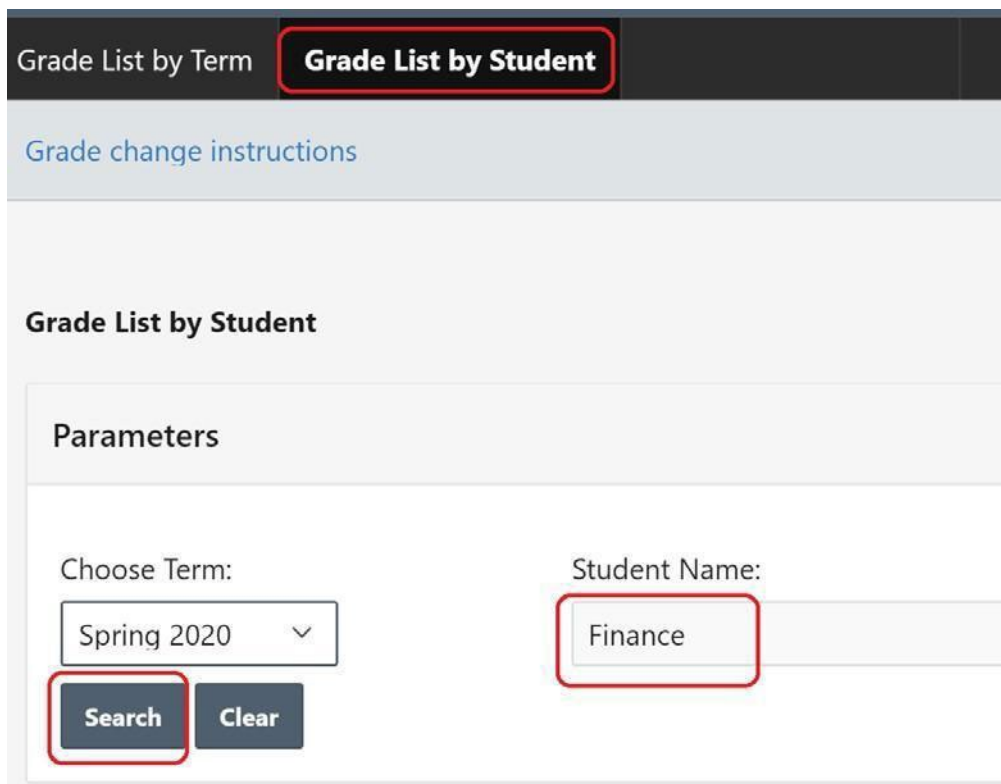 Grade List by Term Grade List by Student
Grade change instructions
Grade List by Student
Parameters
Choose Term: Student Name:
Spring 2020 Finance
Search Clear